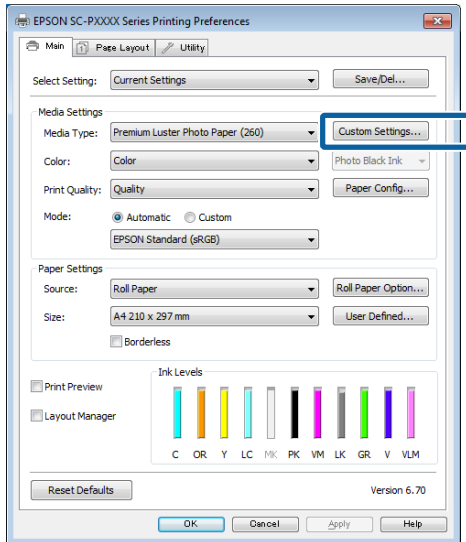 EPSON SC-PXXXX Series Printing Preferences
Main Page Layout Utility
Select Setting: Current Settings Save/Del...
Media Settings
Media Type: Premium Luster Photo Paper (260) Custom Settings...
Color: Color Photo Black Ink
Print Quality: Quality Paper Config...
Mode: Automatic Custom
EPSON Standard (sRGB)
Paper Settings
Source: Roll Paper Roll Paper Option...
Size: A4 210 x 297 mm User Defined...
Borderless
Ink Levels
Print Preview
Layout Manager
C OR Y LC MK PK VM LK GR V VLM
Reset Defaults Version 6.70
OK Cancel Apply Help